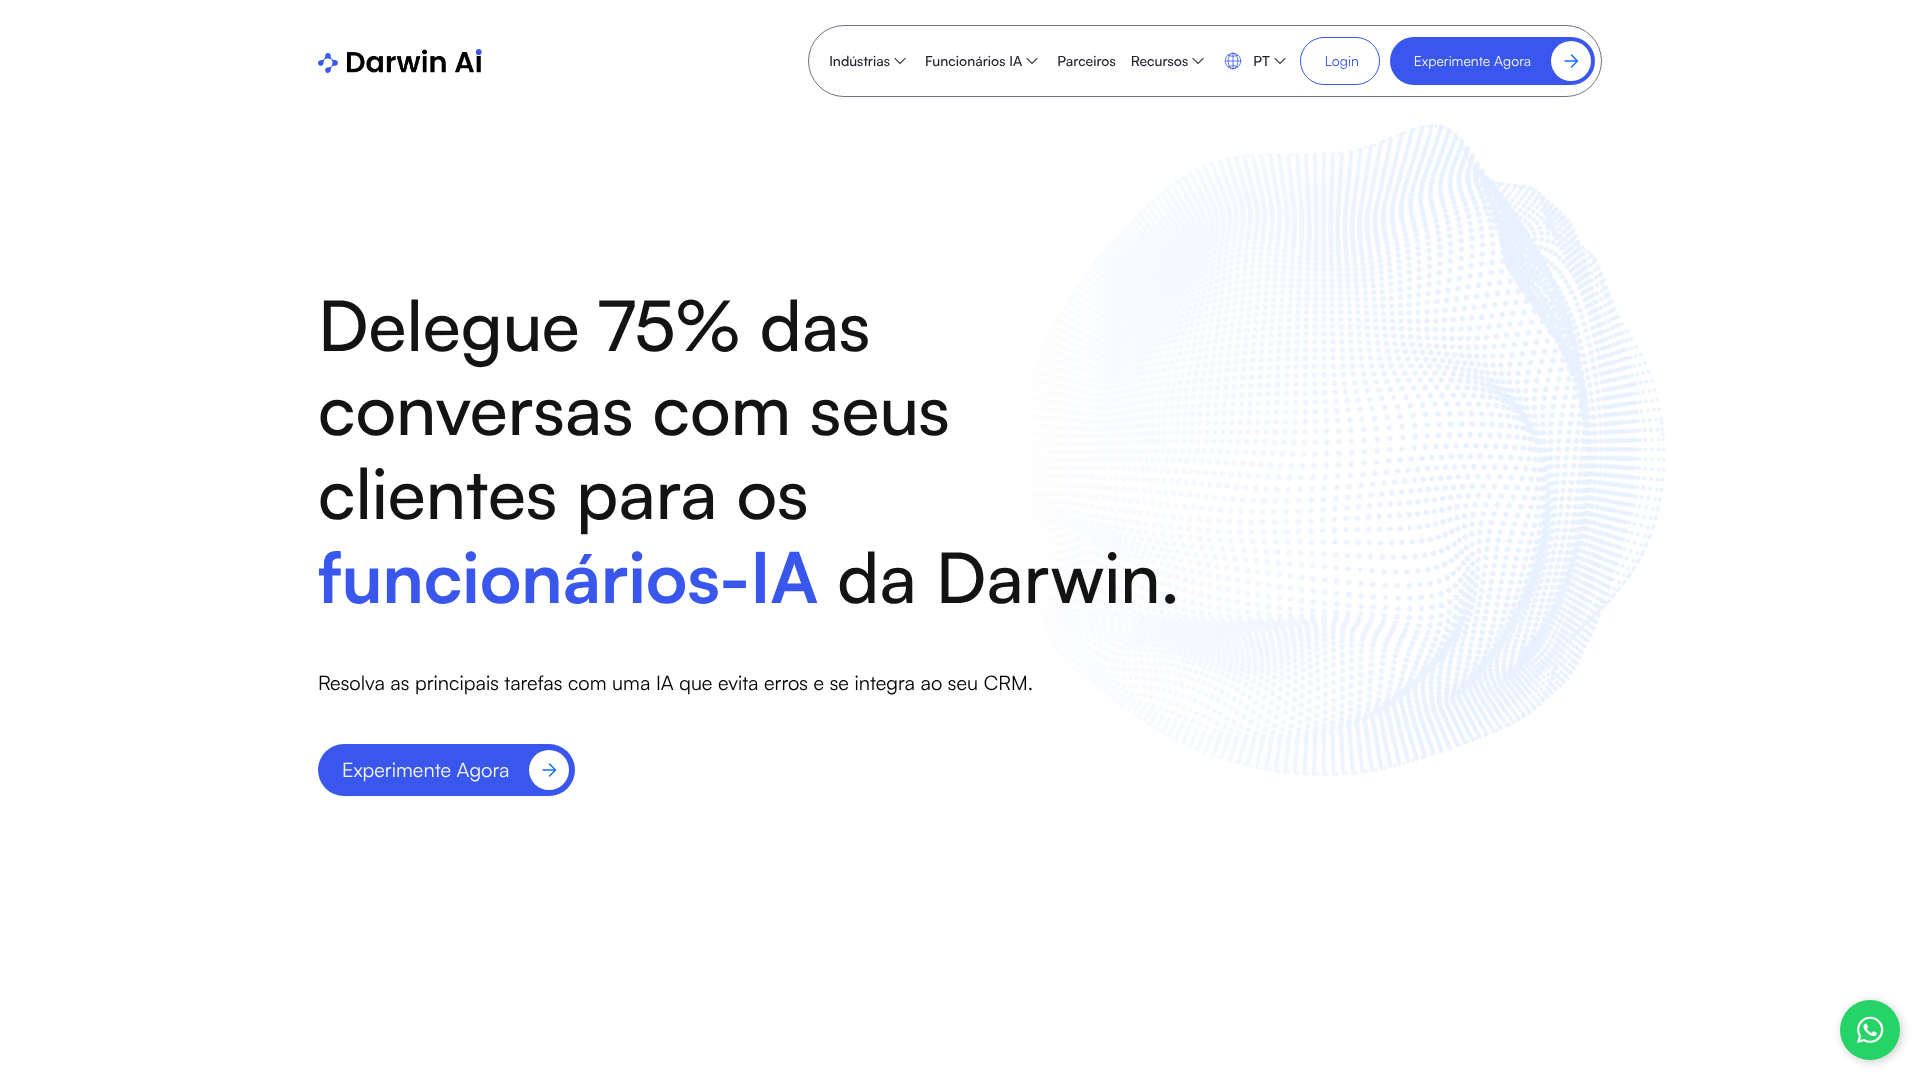 Darwin Ai
Indústrias
Funcionários IA
Parceiros
Recursos
PT
Login
Experimente Agora
Delegue 75% das
conversas com seus
clientes para os
funcionários-IA da Darwin.
Resolva as principais tarefas com uma IA que evita erros e se integra ao seu CRM.
Experimente Agora